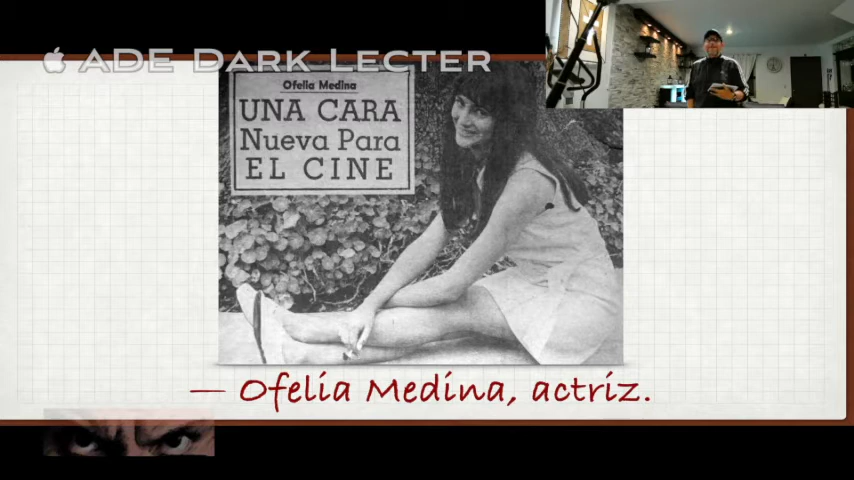 ADE DARK LECTER
Ofelia Medina
UNA CARA
Nueva Para
EL CINE
— Ofelia Medina, actriz.